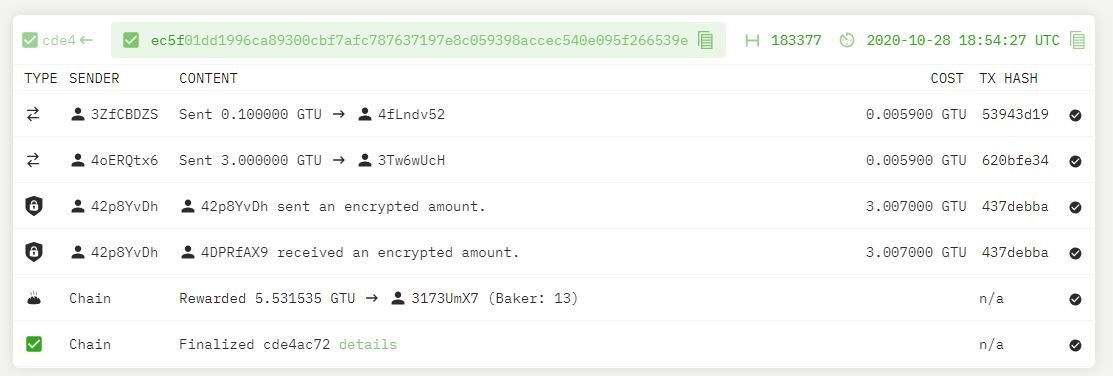 cde4← ec5f01dd1996ca89300cbf7afc787637197e8c059398accec540e095f266539e 183377 2020-10-28 18:54:27 UTC
TYPE SENDER CONTENT COST TX HASH
3ZfCBDZS Sent 0.100000 GTU → 4fLndv52 0.005900 GTU 53943d19
4oERQtx6 Sent 3.000000 GTU → 3Tw6wUcH 0.005900 GTU 620bfe34
42p8YvDh 42p8YvDh sent an encrypted amount. 3.007000 GTU 437debba
42p8YvDh 4DPRfAX9 received an encrypted amount. 3.007000 GTU 437debba
Chain Rewarded 5.531535 GTU → 3173UmX7 (Baker: 13) n/a
Chain Finalized cde4ac72 details n/a